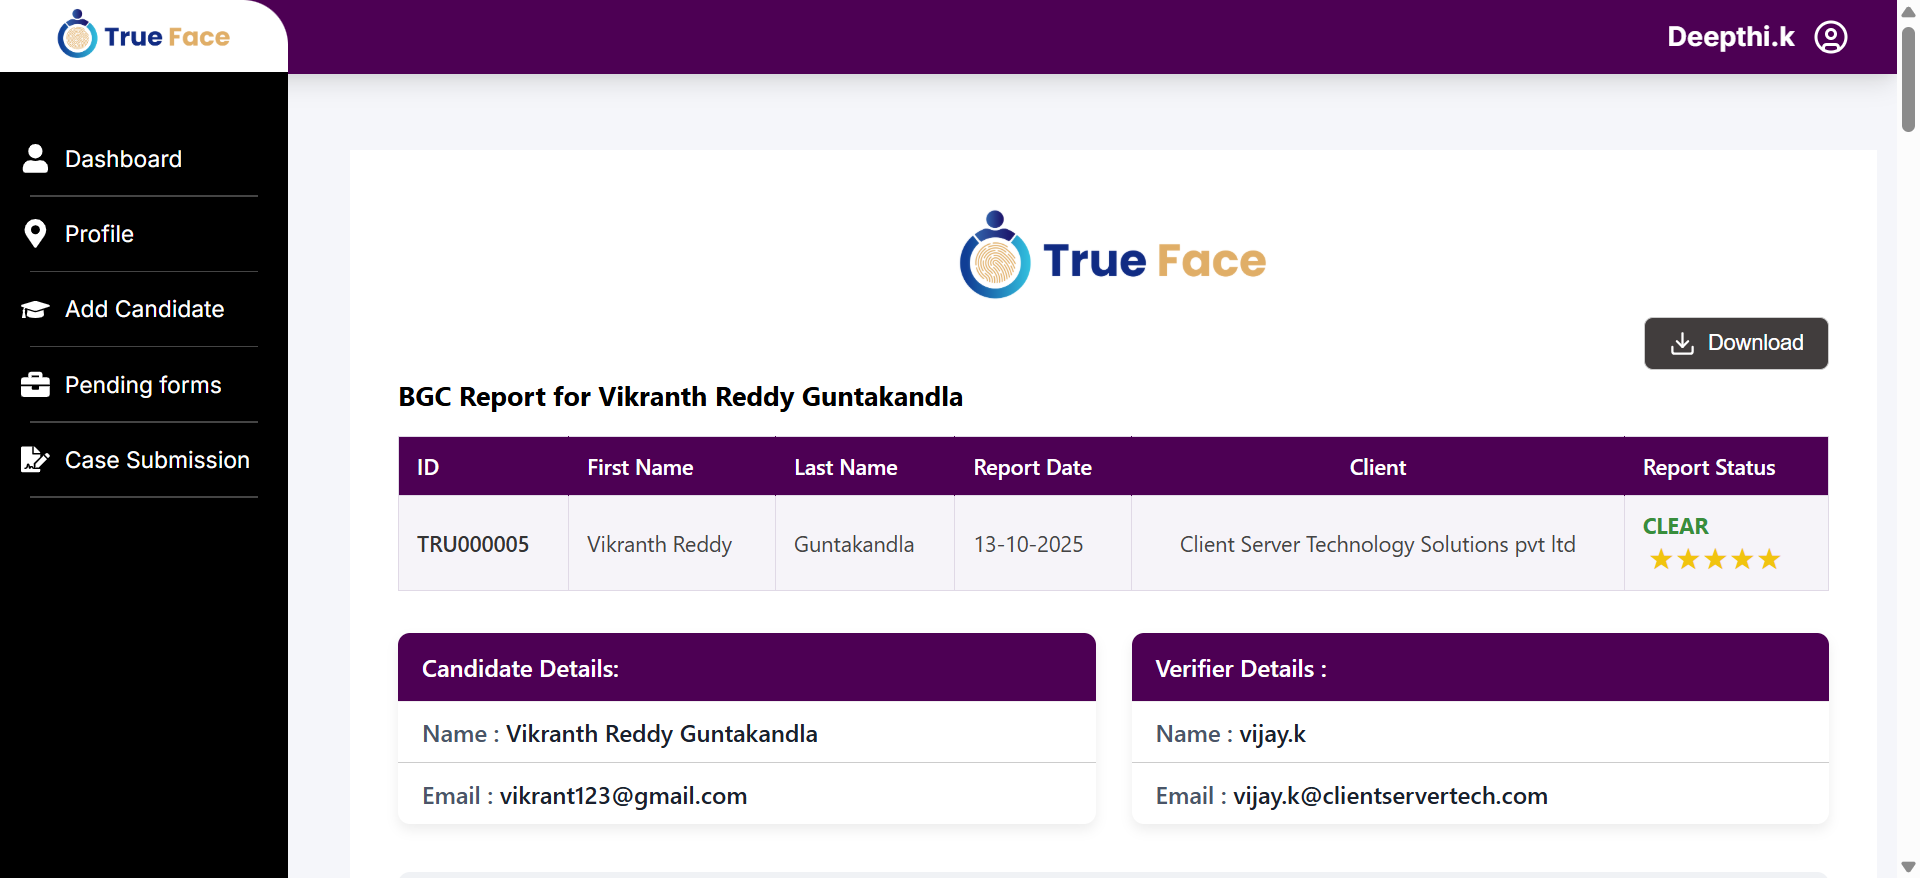 True Face
Deepthi.k
Dashboard
Profile
Add Candidate
Pending forms
Case Submission
True Face
Download
BGC Report for Vikranth Reddy Guntakandla
ID First Name Last Name Report Date Client Report Status
TRU000005 Vikranth Reddy Guntakandla 13-10-2025 Client Server Technology Solutions pvt ltd CLEAR
Candidate Details:
Name : Vikranth Reddy Guntakandla
Email : vikrant123@gmail.com
Verifier Details :
Name : vijay.k
Email : vijay.k@clientservertech.com